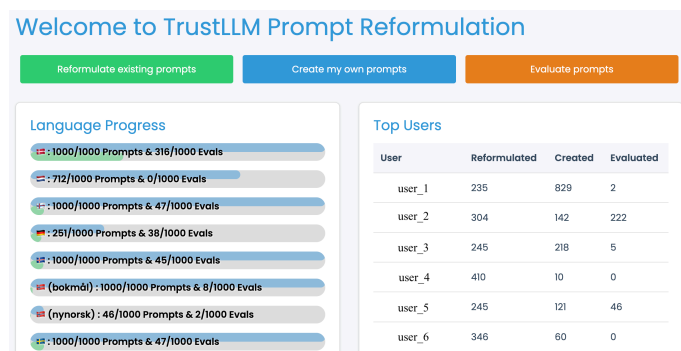 Welcome to TrustLLM Prompt Reformulation
Reformulate existing prompts
Create my own prompts
Evaluate prompts
Language Progress
: 1000/1000 Prompts & 316/1000 Evals
: 712/1000 Prompts & 0/1000 Evals
: 1000/1000 Prompts & 47/1000 Evals
: 251/1000 Prompts & 38/1000 Evals
: 1000/1000 Prompts & 45/1000 Evals
(bokmål) : 1000/1000 Prompts & 8/1000 Evals
(nynorsk) : 46/1000 Prompts & 2/1000 Evals
: 1000/1000 Prompts & 47/1000 Evals
Top Users
User Reformulated Created Evaluated
user_1 235 829 2
user_2 304 142 222
user_3 245 218 5
user_4 410 10 0
user_5 245 121 46
user_6 346 60 0